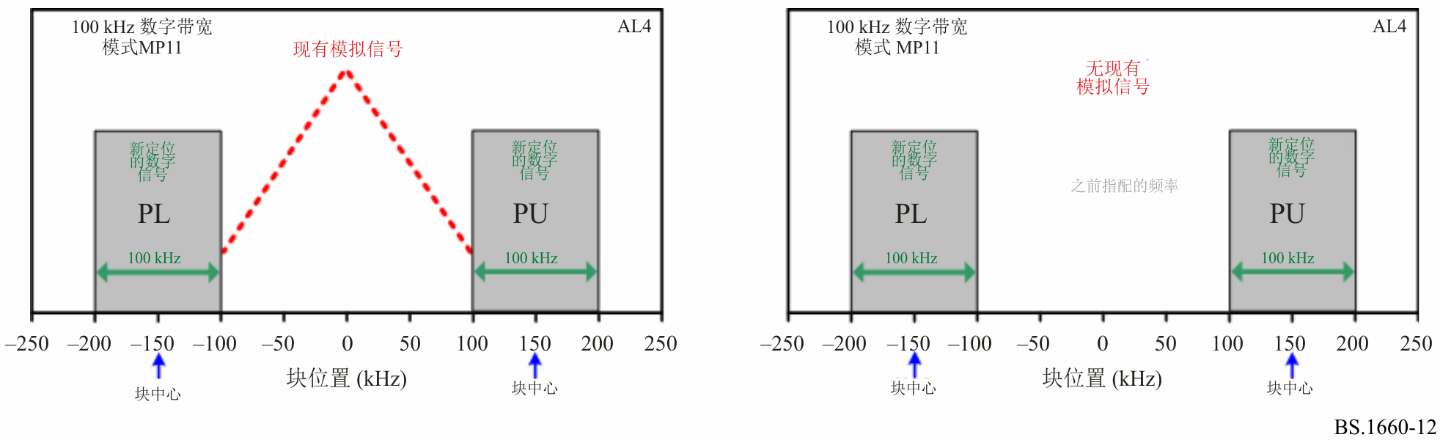 100 kHz 数字带宽
模式MP11
AL4
现有模拟信号
新定位
的数字
信号
PL
100 kHz
新定位
的数字
信号
PU
100 kHz
–250 –200 –150 –100 –50 0 50 100 150 200 250
块位置 (kHz)
块中心
块中心
100 kHz 数字带宽
模式 MP11
AL4
无现有
模拟信号
新定位
的数字
信号
PL
100 kHz
之前指配的频率
新定位
的数字
信号
PU
100 kHz
–250 –200 –150 –100 –50 0 50 100 150 200 250
块位置 (kHz)
块中心
块中心
BS.1660-12